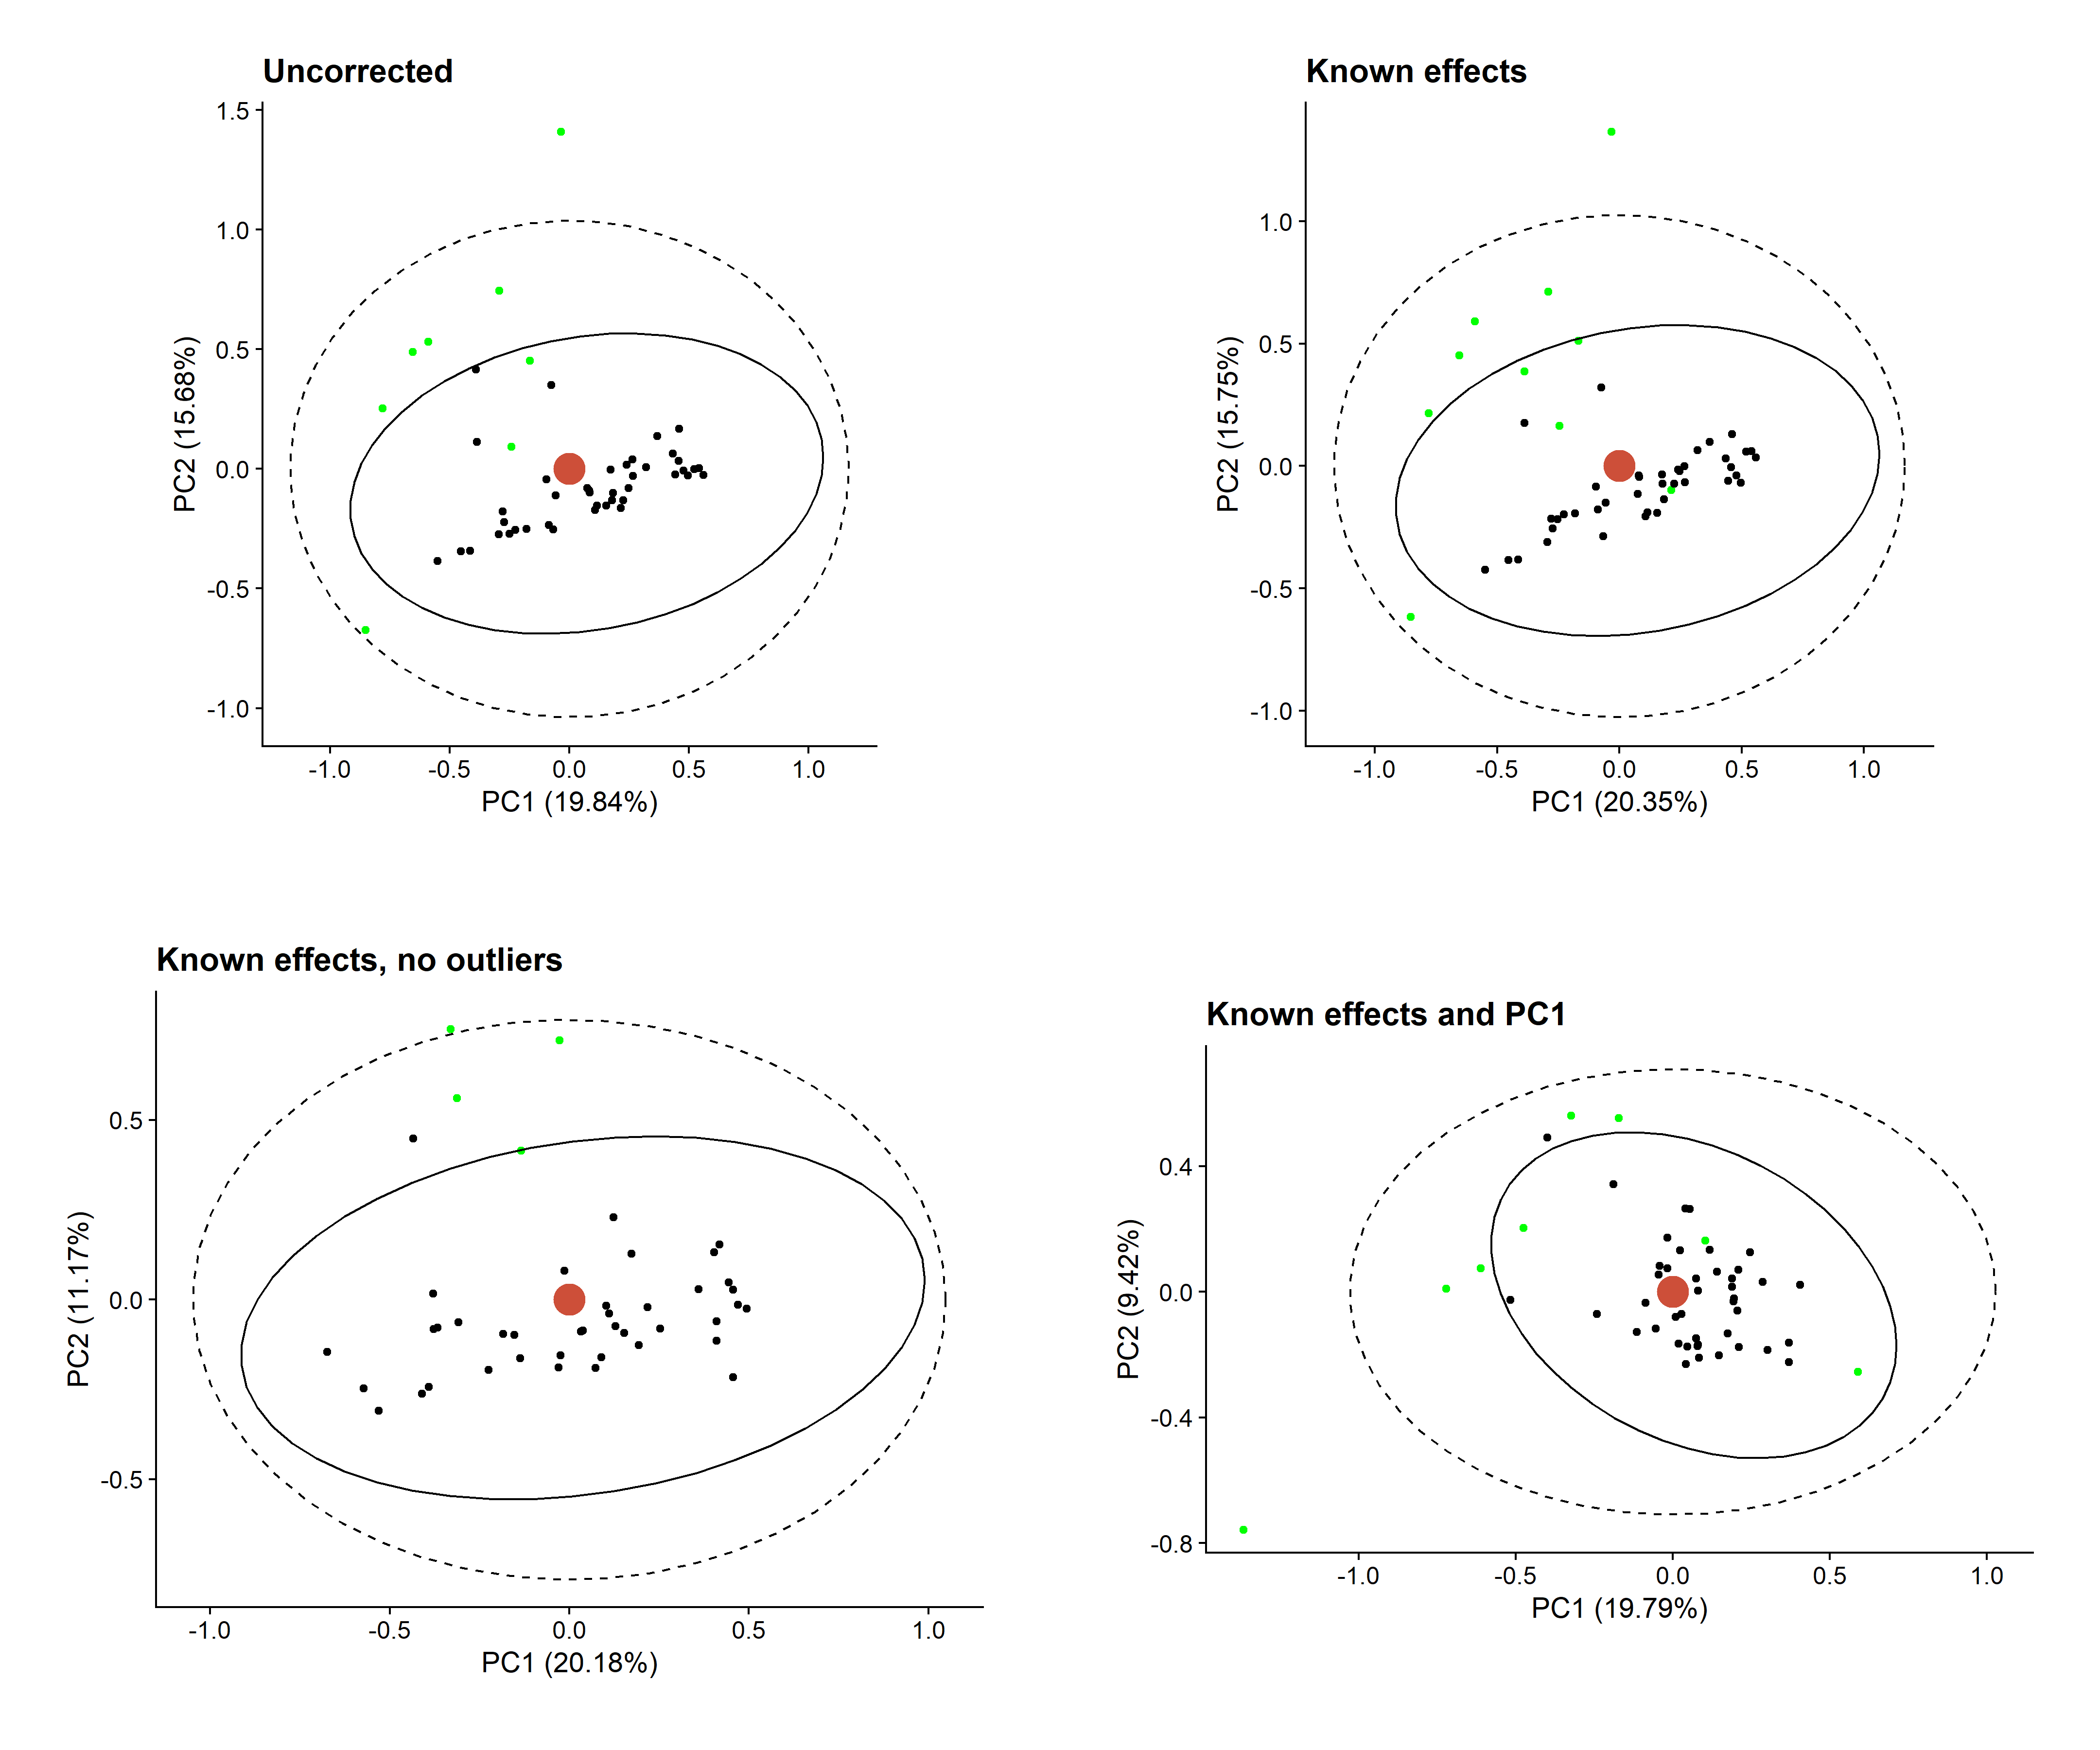 Uncorrected
1.5
1.0
0.5
0.0
-0.5
-1.0
PC2 (15.68%)
-1.0 -0.5 0.0 0.5 1.0
PC1 (19.84%)
Known effects
1.0
0.5
0.0
-0.5
-1.0
PC2 (15.75%)
-1.0 -0.5 0.0 0.5 1.0
PC1 (20.35%)
Known effects, no outliers
0.5
0.0
-0.5
PC2 (11.17%)
-1.0 -0.5 0.0 0.5 1.0
PC1 (20.18%)
Known effects and PC1
0.4
0.0
-0.4
-0.8
PC2 (9.42%)
-1.0 -0.5 0.0 0.5 1.0
PC1 (19.79%)